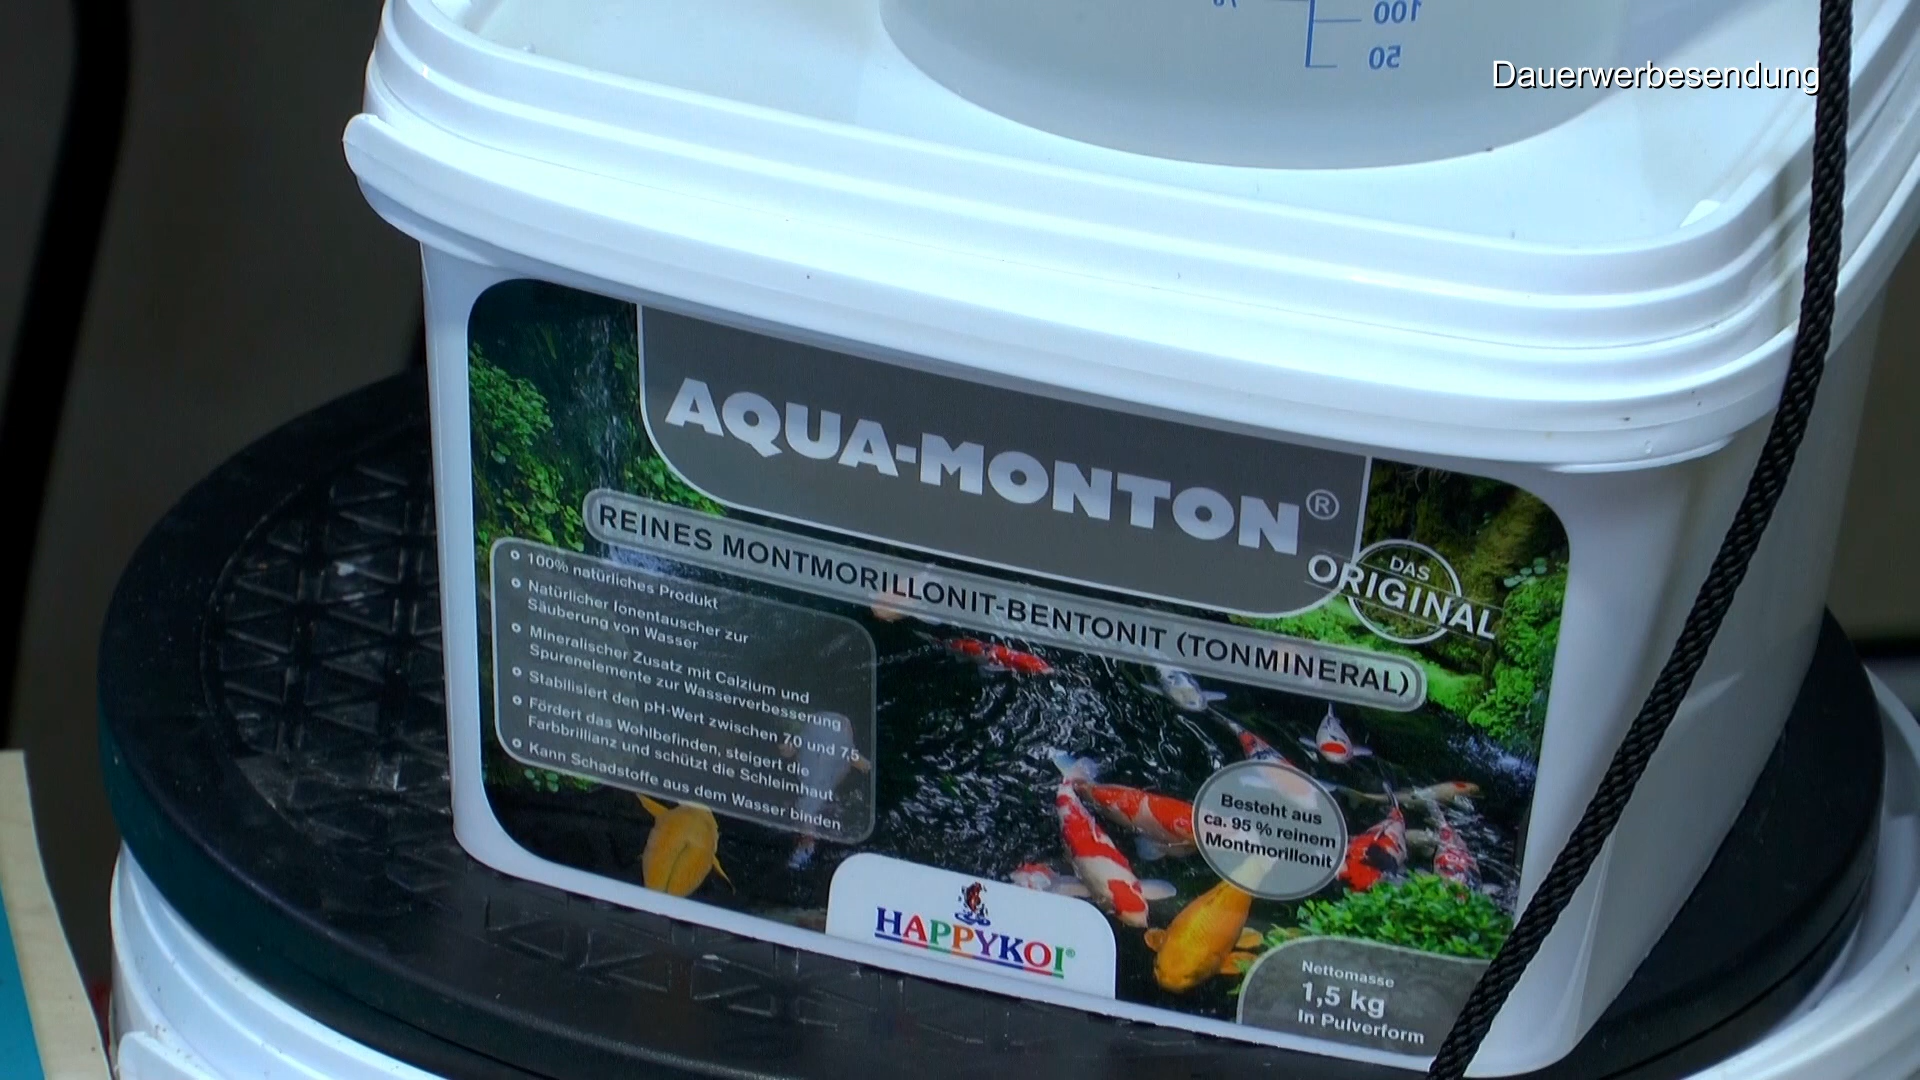 100
50
Dauerwerbesendung
AQUA-MONTON®
DAS
ORIGINAL
REINES MONTMORILLONIT-BENTONIT (TONMINERAL)
100% natürliches Produkt
Natürlicher Ionentauscher zur
Säuberung von Wasser
Mineralischer Zusatz mit Calzium und
Spurenelemente zur Wasserverbesserung
Stabilisiert den pH-Wert zwischen 7,0 und 7,5
Fördert das Wohlbefinden, steigert die
Farbbrillianz und schützt die Schleimhaut
Kann Schadstoffe aus dem Wasser binden
Besteht aus
ca. 95 % reinem
Montmorillonit
HAPPYKOI®
Nettomasse
1,5 kg
In Pulverform